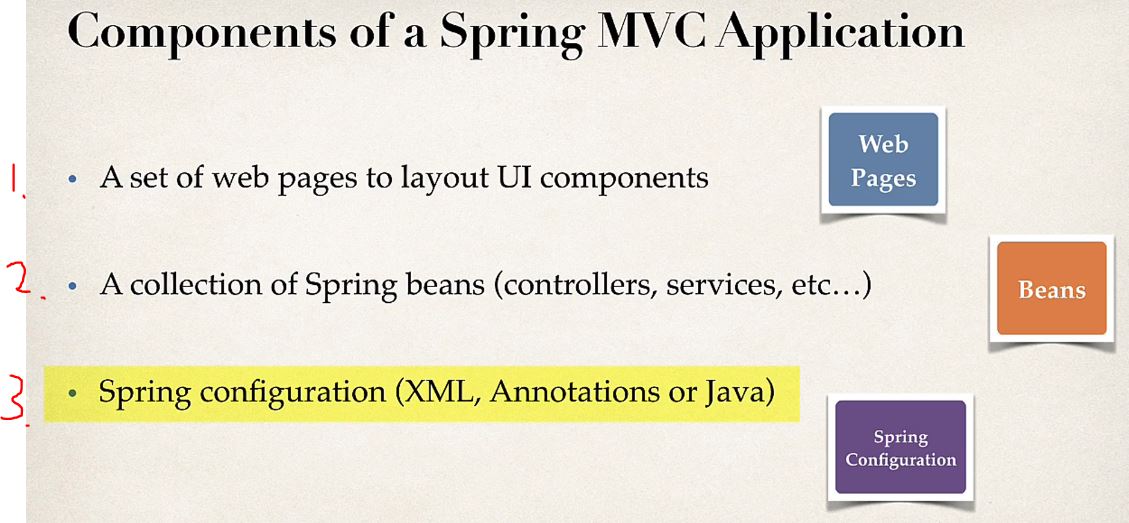 Components of a Spring MVC Application
1. • A set of web pages to layout UI components
Web
Pages
2. • A collection of Spring beans (controllers, services, etc…)
Beans
3. • Spring configuration (XML, Annotations or Java)
Spring
Configuration